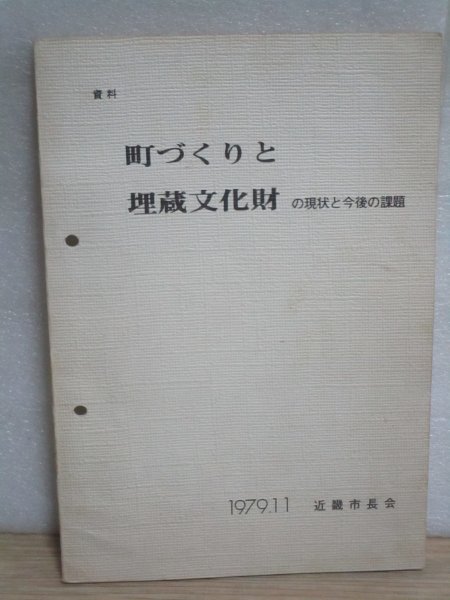 資料
町づくりと
埋蔵文化財の現状と今後の課題
1979.11 近畿市長会